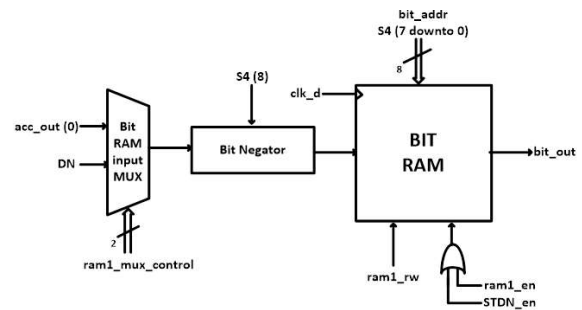 bit_addr
S4 (7 downto 0)
8
S4 (8)
clk_d
acc_out (0)
DN
Bit
RAM
input
MUX
Bit Negator
BIT
RAM
bit_out
2
ram1_mux_control
ram1_rw
ram1_en
STDN_en